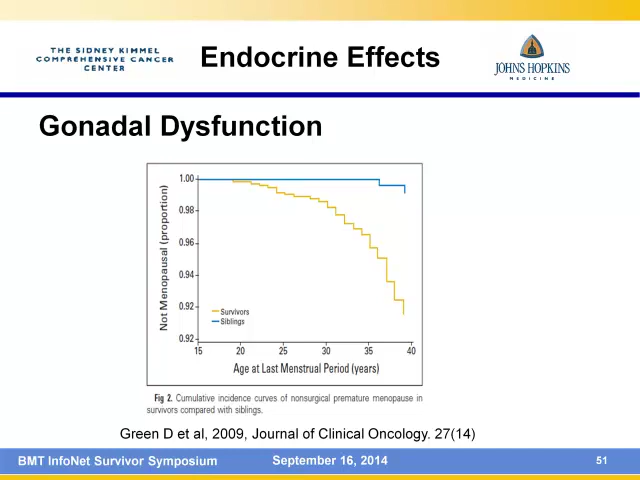 THE SIDNEY KIMMEL
COMPREHENSIVE CANCER
CENTER
Endocrine Effects
JOHNS HOPKINS
MEDICINE
Gonadal Dysfunction
Not Menopausal (proportion)
1.00
0.98
0.96
0.94
0.92
0.92
Survivors
Siblings
15 20 25 30 35 40
Age at Last Menstrual Period (years)
Fig 2. Cumulative incidence curves of nonsurgical premature menopause in
survivors compared with siblings.
Green D et al, 2009, Journal of Clinical Oncology. 27(14)
BMT InfoNet Survivor Symposium September 16, 2014 51